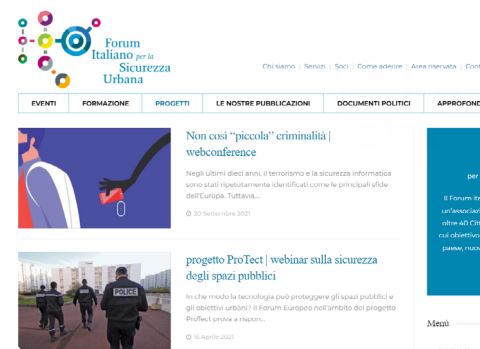 Forum
Italiano per la
Sicurezza
Urbana
Chi siamo | Servizi | Soci | Come aderire | Area riservata | Cont
EVENTI FORMAZIONE PROGETTI LE NOSTRE PUBBLICAZIONI DOCUMENTI POLITICI APPROFOND
Non così “piccola” criminalità |
webconference
Negli ultimi dieci anni, il terrorismo e la sicurezza informatica
sono stati ripetutamente identificati come le principali sfide
dell'Europa. Tuttavia,...
30 Settembre 2021
per
Il Forum ita
un'associaz
oltre 40 Citt
cui obiettivo
paese, nuov
POLICE
progetto ProTect | webinar sulla sicurezza
degli spazi pubblici
In che modo la tecnologia può proteggere gli spazi pubblici e
gli obiettivi urbani? Il Forum Europeo nell'ambito del progetto
ProTect prova a rispon...
15 Aprile 2021
Menù